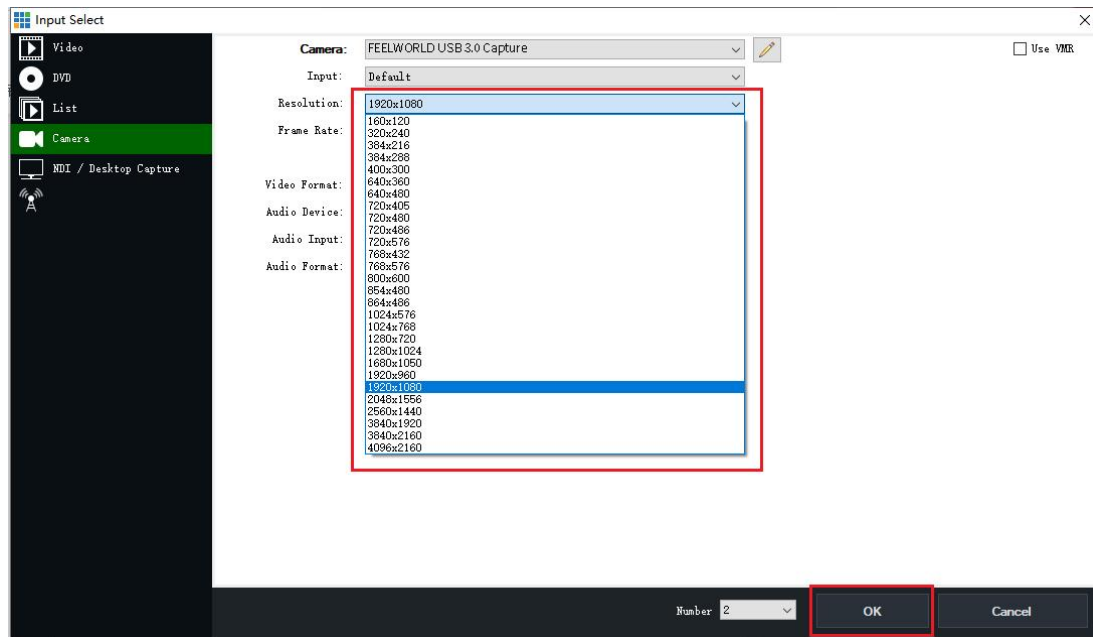 Input Select
Video
DVD
List
Camera
NDI / Desktop Capture
Camera: FEELWORLD USB 3.0 Capture
Use VMR
Input: Default
Resolution: 1920x1080
Frame Rate:
Video Format:
Audio Device:
Audio Input:
Audio Format:
160x120
320x240
384x216
384x288
400x300
640x360
640x480
720x405
720x480
720x486
720x576
768x432
768x576
800x600
854x480
864x486
1024x576
1024x768
1280x720
1280x1024
1680x1050
1920x960
1920x1080
2048x1556
2560x1440
3840x1920
3840x2160
4096x2160
Number 2
OK
Cancel